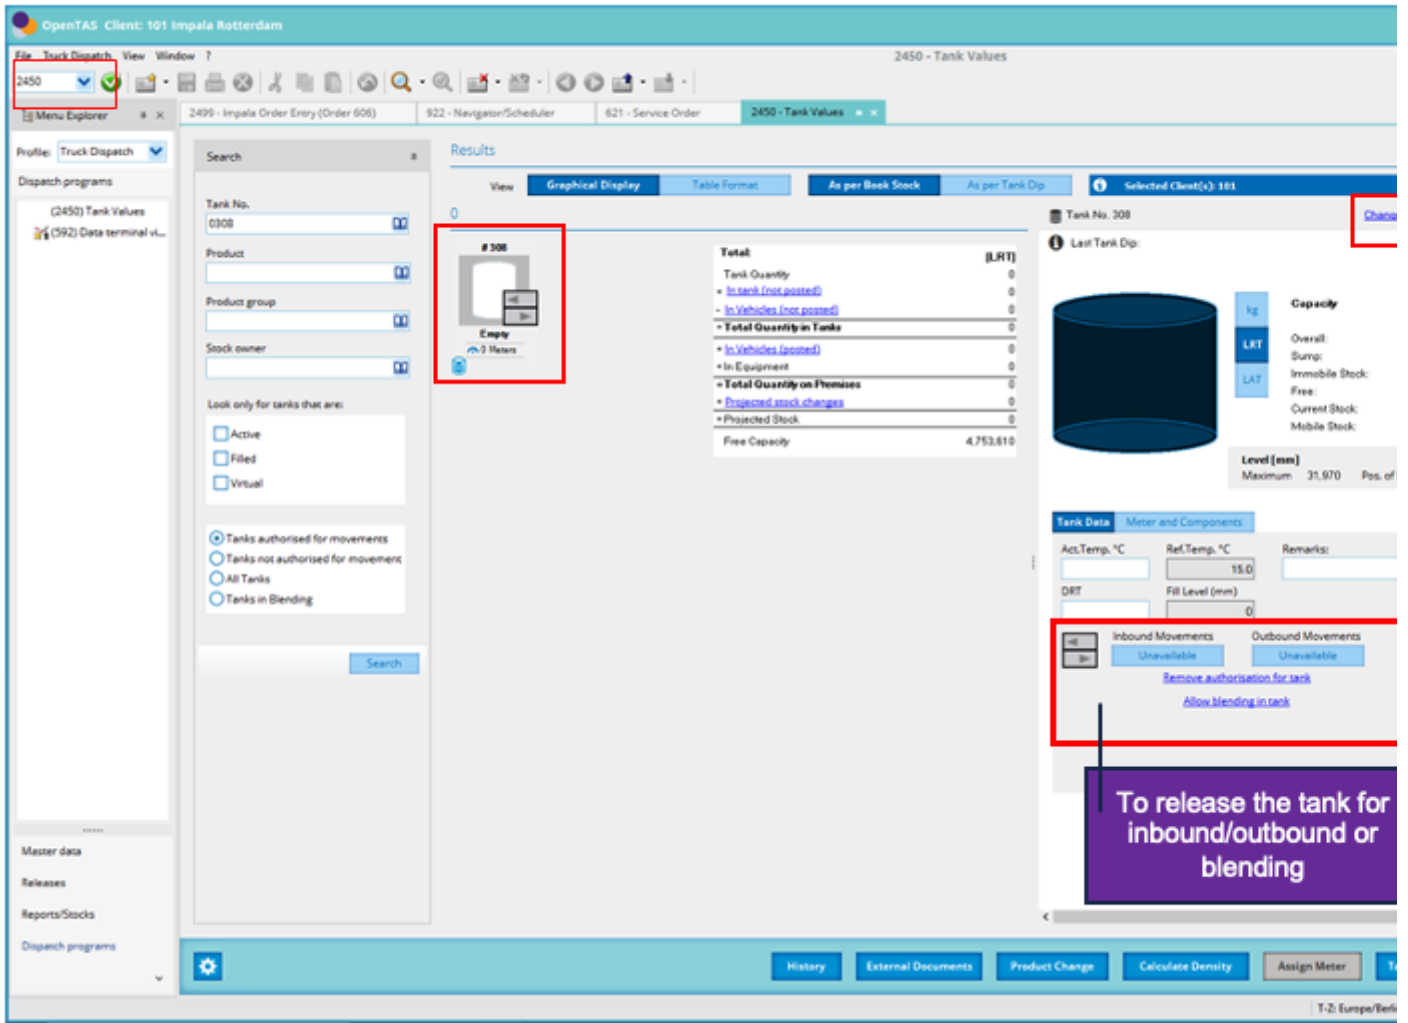 OpenTAS Client: 101 Impala Rotterdam
File Truck Dispatch View Window ?
2450 - Tank Values
2450
Menu Explorer
2499 - Impala Order Entry (Order 606)
922 - Navigator/Scheduler
621 - Service Order
2450 - Tank Values
Profile: Truck Dispatch
Dispatch programs
(2450) Tank Values
(592) Data terminal vi...
Master data
Releases
Reports/Stocks
Dispatch programs
Search
Tank No.
0308
Product
Product group
Stock owner
Look only for tanks that are:
Active
Filled
Virtual
Tanks authorised for movements
Tanks not authorised for movement
All Tanks
Tanks in Blending
Search
Results
View Graphical Display Table Format As per Book Stock As per Tank Dip Selected Client(s): 101
0
# 308
Empty
0 Meters
Total: [LRT]
Tank Quantity 0
+ In tank (not posted) 0
- In Vehicles (not posted) 0
= Total Quantity in Tanks 0
+ In Vehicles (posted) 0
+ In Equipment 0
= Total Quantity on Premises 0
+ Projected stock changes 0
= Projected Stock 0
Free Capacity 4,753,610
Tank No. 308
Last Tank Dip:
kg
LRT
LAT
Capacity
Overall:
Sump:
Immobile Stock:
Free:
Current Stock:
Mobile Stock:
Level [mm]
Maximum 31,970 Pos. of
Tank Data Meter and Components
Act.Temp. °C Ref.Temp. °C Remarks:
15.0
DRT Fill Level (mm)
0
Inbound Movements Outbound Movements
Unavailable Unavailable
Remove authorisation for tank
Allow blending in tank
To release the tank for
inbound/outbound or
blending
History External Documents Product Change Calculate Density Assign Meter
T-Z: Europe/Berli